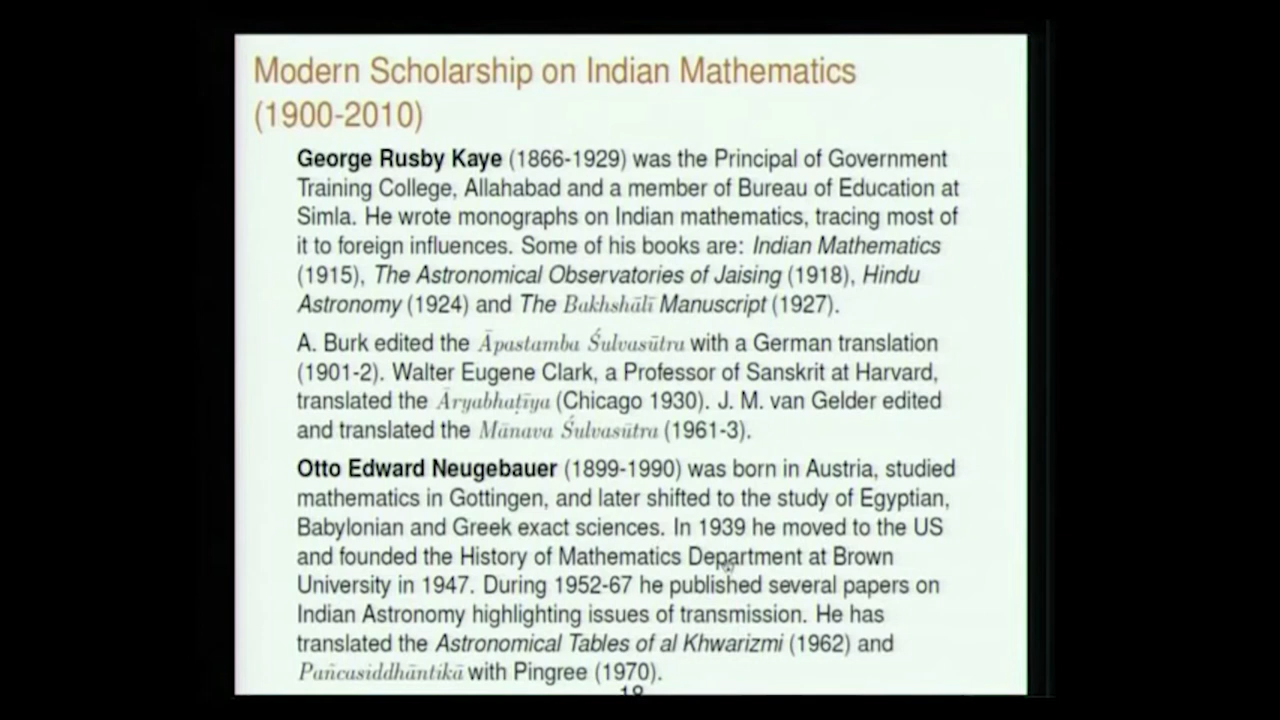 Modern Scholarship on Indian Mathematics
(1900-2010)
George Rusby Kaye (1866-1929) was the Principal of Government
Training College, Allahabad and a member of Bureau of Education at
Simla. He wrote monographs on Indian mathematics, tracing most of
it to foreign influences. Some of his books are: Indian Mathematics
(1915), The Astronomical Observatories of Jaising (1918), Hindu
Astronomy (1924) and The Bakhshālī Manuscript (1927).
A. Burk edited the Āpastamba Śulvasūtra with a German translation
(1901-2). Walter Eugene Clark, a Professor of Sanskrit at Harvard,
translated the Āryabhaṭīya (Chicago 1930). J. M. van Gelder edited
and translated the Mānava Śulvasūtra (1961-3).
Otto Edward Neugebauer (1899-1990) was born in Austria, studied
mathematics in Gottingen, and later shifted to the study of Egyptian,
Babylonian and Greek exact sciences. In 1939 he moved to the US
and founded the History of Mathematics Department at Brown
University in 1947. During 1952-67 he published several papers on
Indian Astronomy highlighting issues of transmission. He has
translated the Astronomical Tables of al Khwarizmi (1962) and
Pañcasiddhāntikā with Pingree (1970).